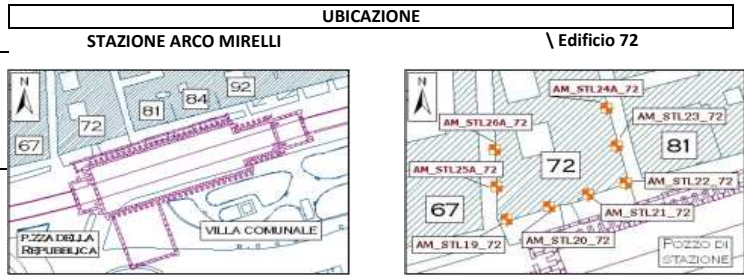 UBICAZIONE
STAZIONE ARCO MIRELLI
\ Edificio 72
N
67
72
81
84
92
P.ZZA DELLA
REPUBBLICA
VILLA COMUNALE
N
AM_STL24A_72
AM_STL26A_72
AM_STL23_72
81
72
AM_STL25A_72
67
AM_STL22_72
AM_STL21_72
AM_STL19_72
AM_STL20_72
POZZO DI
STAZIONE